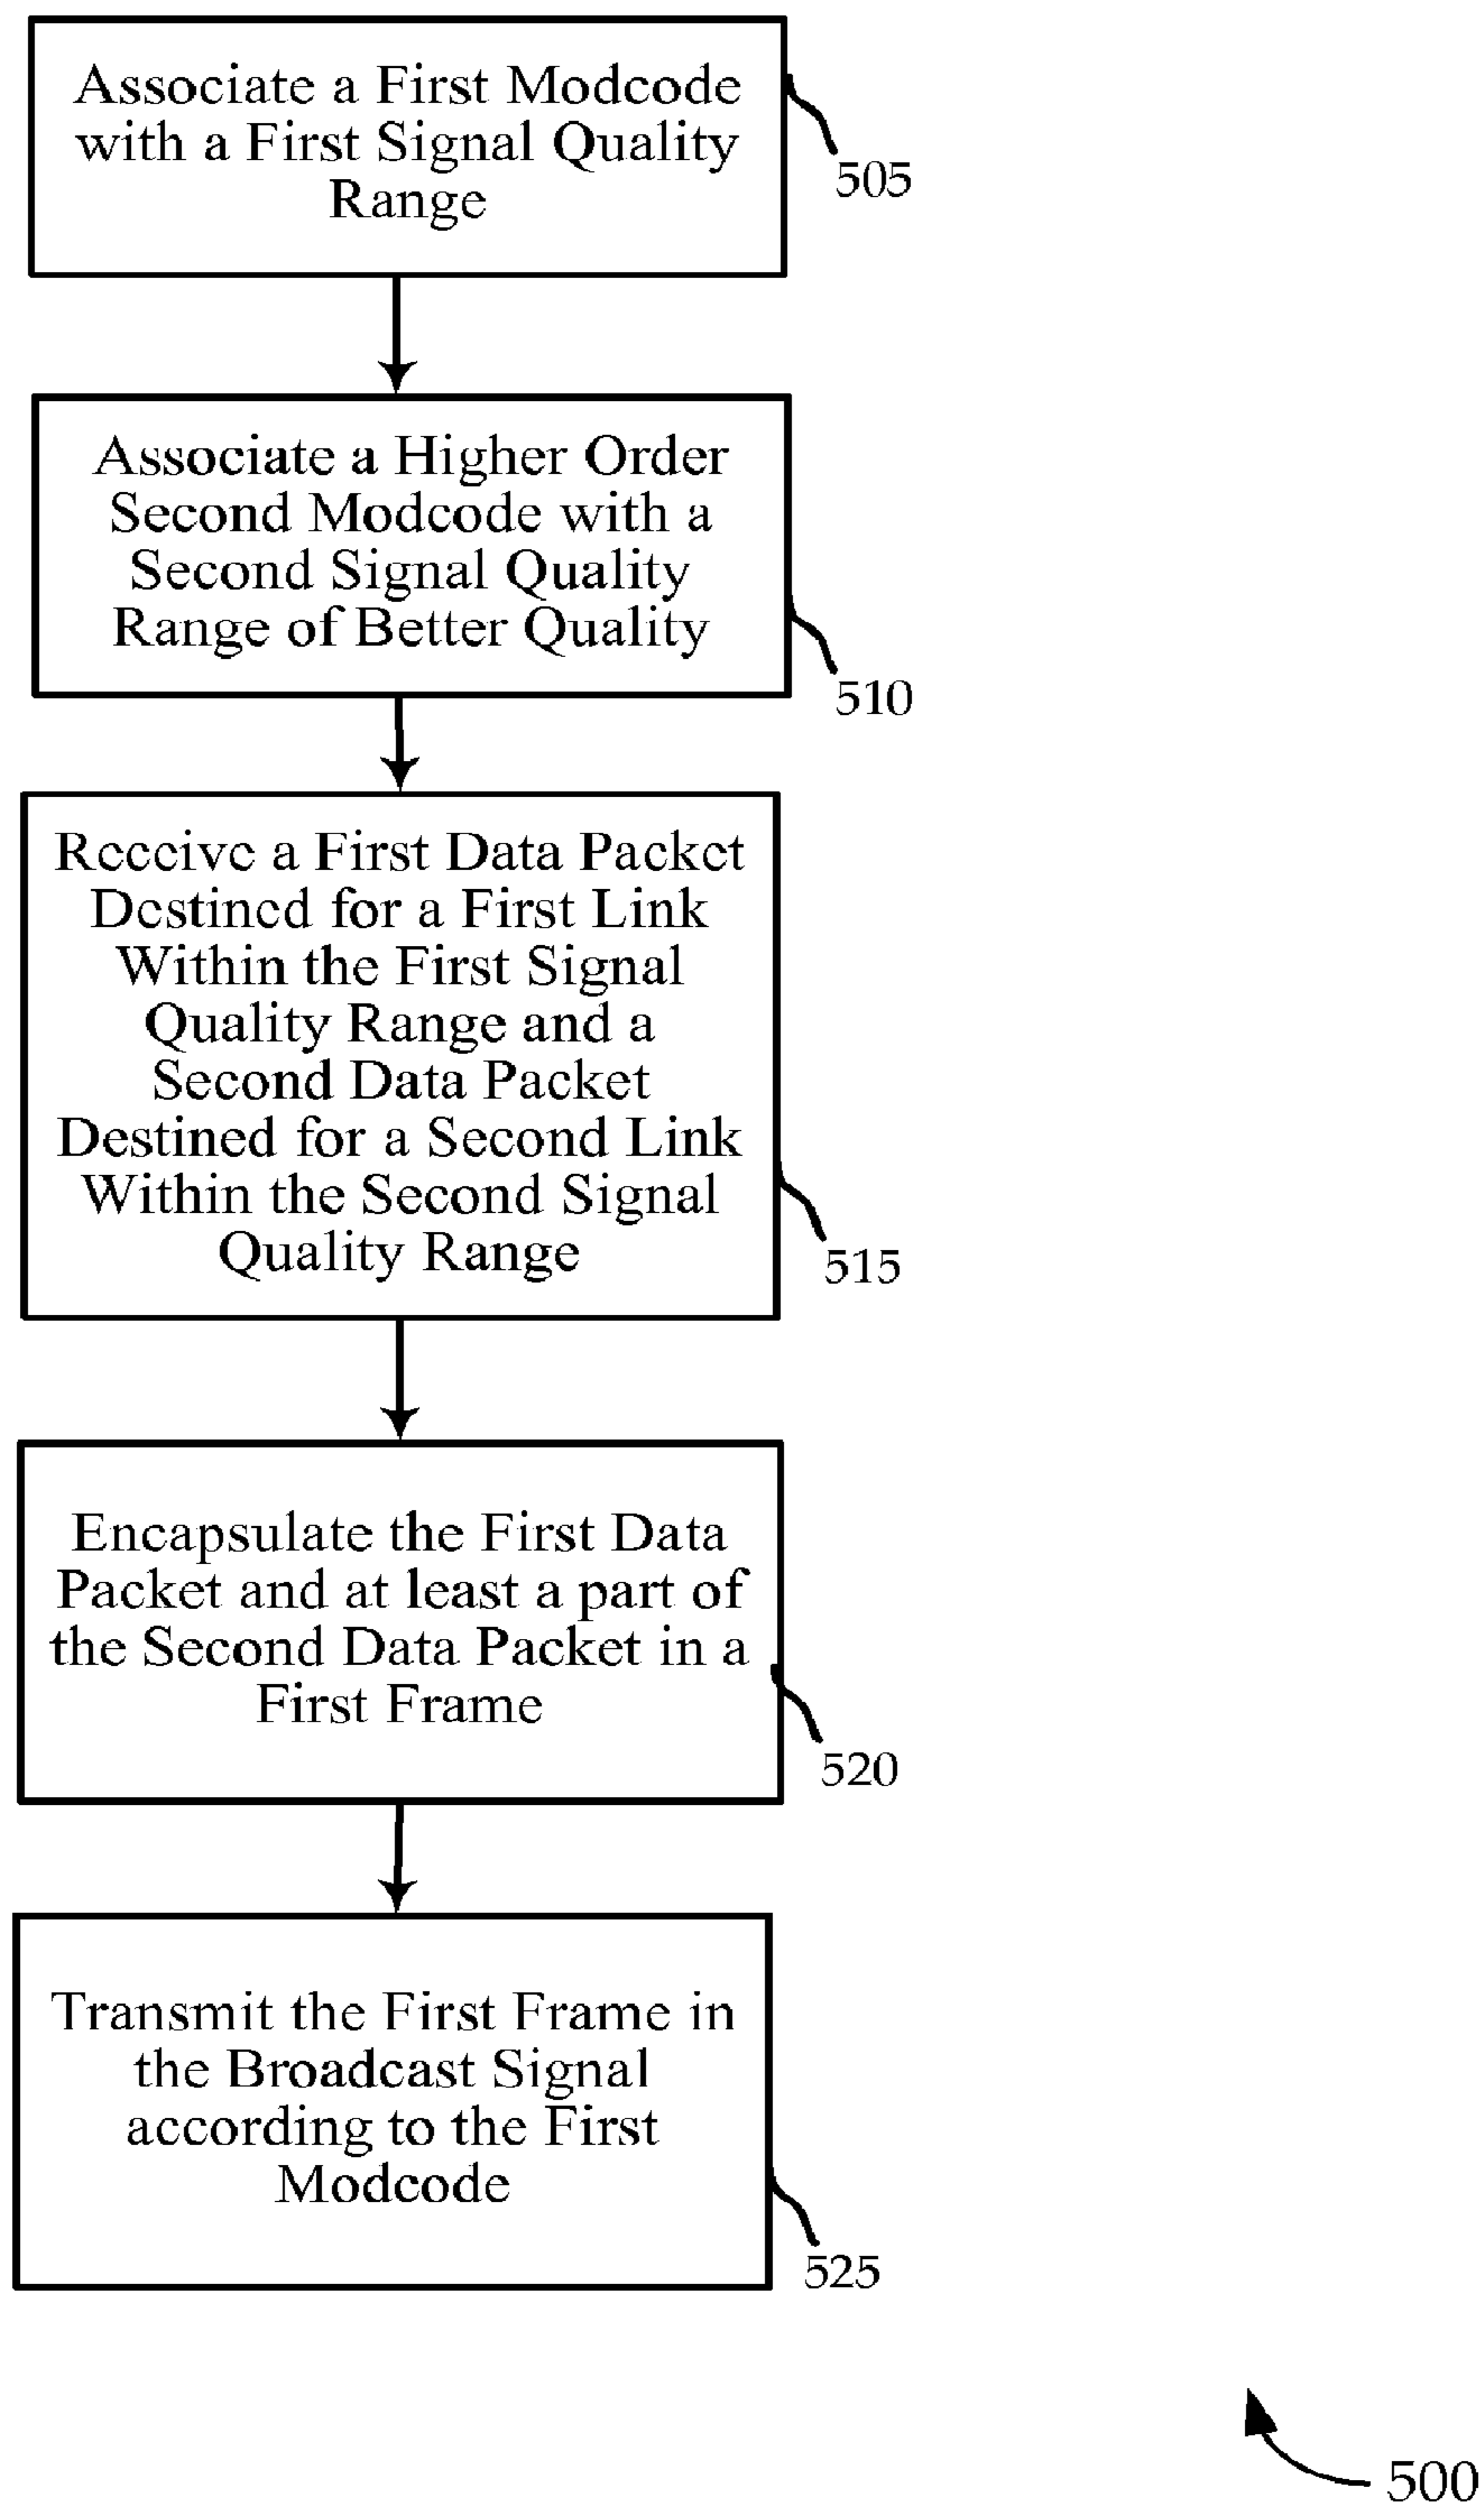 Associate a First Modcode
with a First Signal Quality
Range
505
Associate a Higher Order
Second Modcode with a
Second Signal Quality
Range of Better Quality
510
Receive a First Data Packet
Destined for a First Link
Within the First Signal
Quality Range and a
Second Data Packet
Destined for a Second Link
Within the Second Signal
Quality Range
515
Encapsulate the First Data
Packet and at least a part of
the Second Data Packet in a
First Frame
520
Transmit the First Frame in
the Broadcast Signal
according to the First
Modcode
525
500